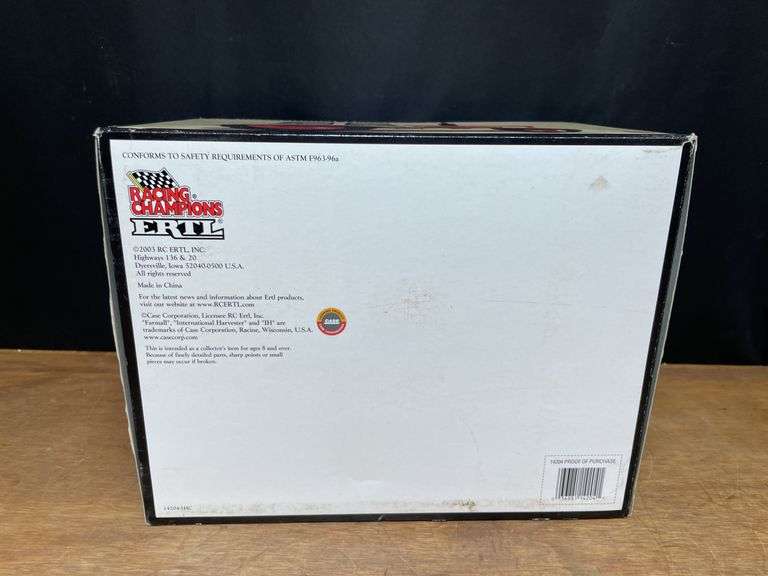 CONFORMS TO SAFETY REQUIREMENTS OF ASTM F963-96a
RACING
CHAMPIONS
ERTL
©2003 RC ERTL, INC.
Highways 136 & 20
Dyersville, Iowa 52040-0500 U.S.A.
All rights reserved
Made in China
For the latest news and information about Ertl products,
visit our website at www.RCERTL.com
©Case Corporation, Licensee RC Ertl, Inc.
"Farmall", "International Harvester" and "IH" are
trademarks of Case Corporation, Racine, Wisconsin, U.S.A.
www.casecorp.com
CASE
This is intended as a collector's item for ages 8 and over.
Because of finely detailed parts, sharp points or small
pieces may occur if broken.
14204 PROOF OF PURCHASE